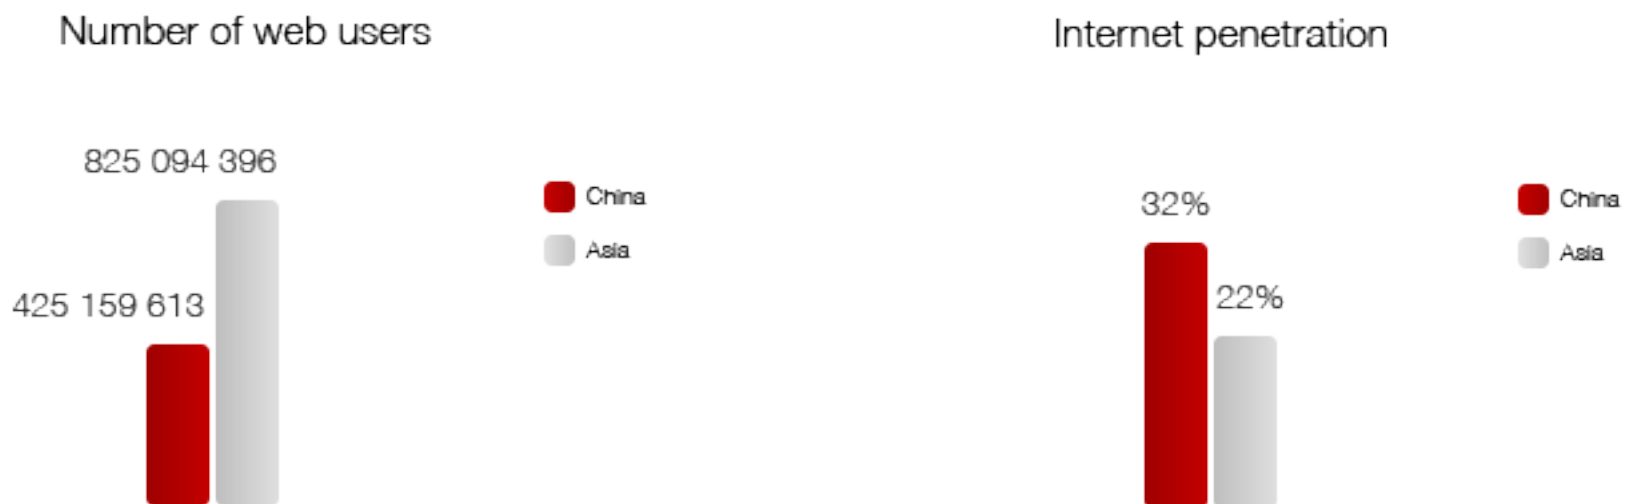 Number of web users
825 094 396
425 159 613
China
Asia
Internet penetration
32%
22%
China
Asia